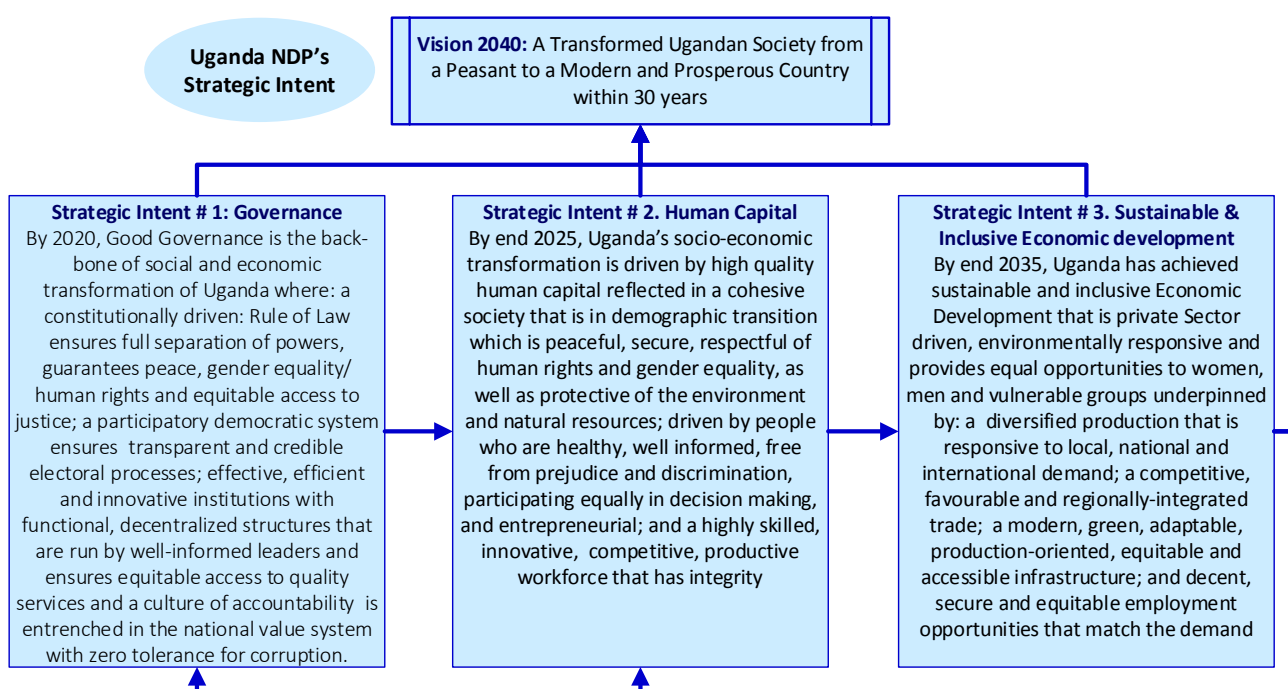 Uganda NDP's
Strategic Intent
Vision 2040: A Transformed Ugandan Society from
a Peasant to a Modern and Prosperous Country
within 30 years
Strategic Intent # 1: Governance
By 2020, Good Governance is the back-
bone of social and economic
transformation of Uganda where: a
constitutionally driven: Rule of Law
ensures full separation of powers,
guarantees peace, gender equality/
human rights and equitable access to
justice; a participatory democratic system
ensures transparent and credible
electoral processes; effective, efficient
and innovative institutions with
functional, decentralized structures that
are run by well-informed leaders and
ensures equitable access to quality
services and a culture of accountability is
entrenched in the national value system
with zero tolerance for corruption.
Strategic Intent # 2. Human Capital
By end 2025, Uganda's socio-economic
transformation is driven by high quality
human capital reflected in a cohesive
society that is in demographic transition
which is peaceful, secure, respectful of
human rights and gender equality, as
well as protective of the environment
and natural resources; driven by people
who are healthy, well informed, free
from prejudice and discrimination,
participating equally in decision making,
and entrepreneurial; and a highly skilled,
innovative, competitive, productive
workforce that has integrity
Strategic Intent # 3. Sustainable &
Inclusive Economic development
By end 2035, Uganda has achieved
sustainable and inclusive Economic
Development that is private Sector
driven, environmentally responsive and
provides equal opportunities to women,
men and vulnerable groups underpinned
by: a diversified production that is
responsive to local, national and
international demand; a competitive,
favourable and regionally-integrated
trade; a modern, green, adaptable,
production-oriented, equitable and
accessible infrastructure; and decent,
secure and equitable employment
opportunities that match the demand